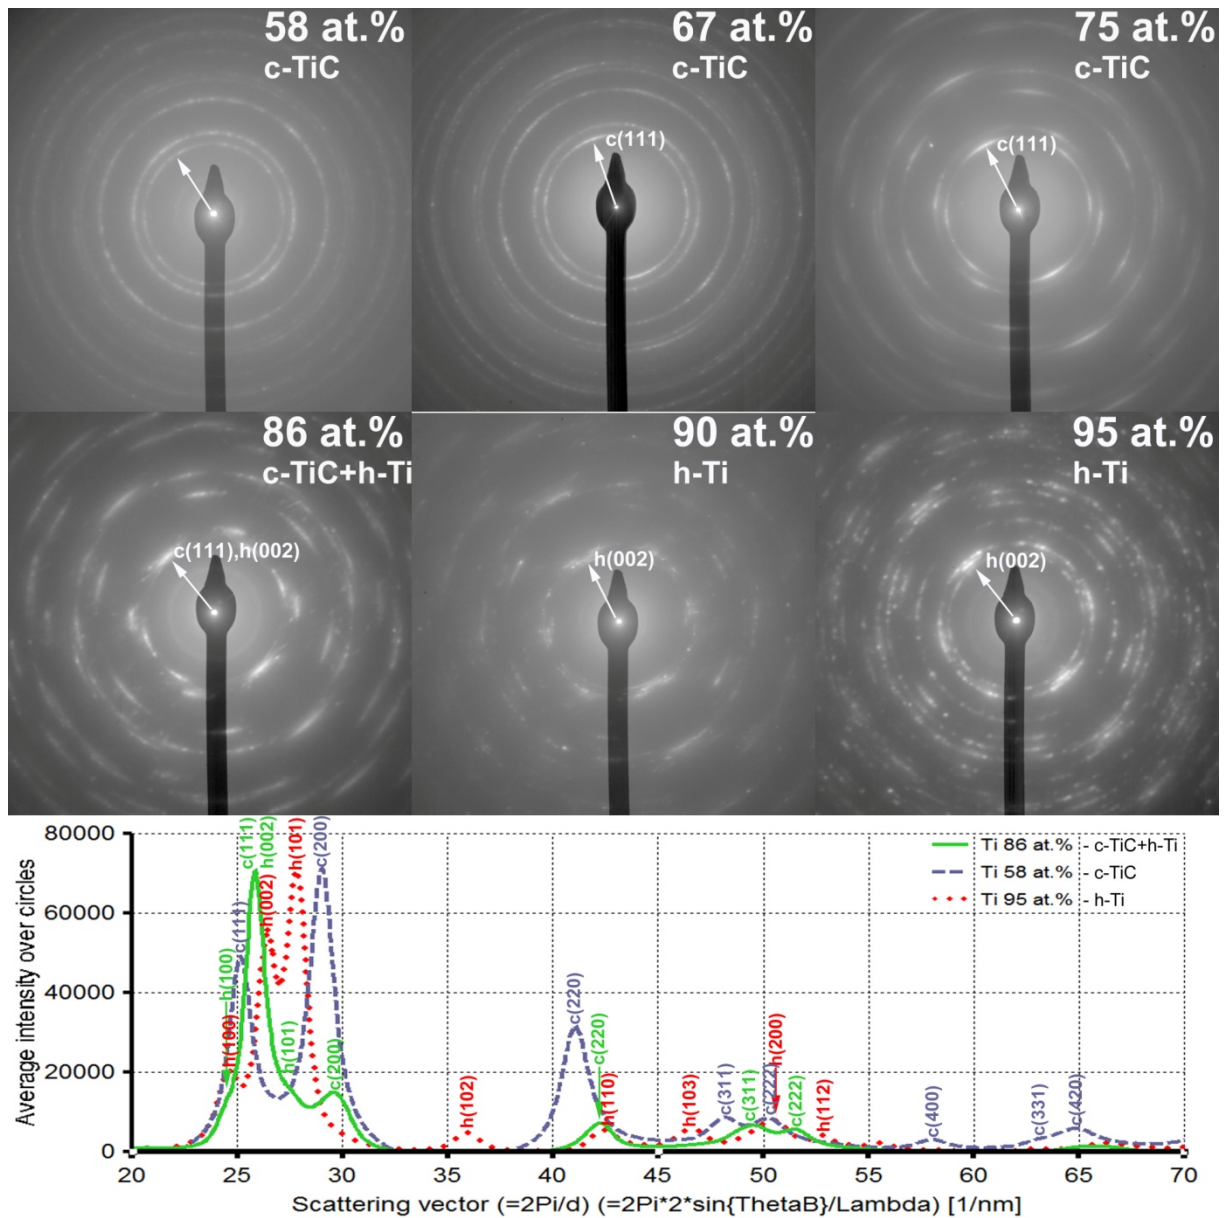 58 at.%
c-TiC
67 at.%
c-TiC
c(111)
75 at.%
c-TiC
c(111)
86 at.%
c-TiC+h-Ti
c(111),h(002)
90 at.%
h-Ti
h(002)
95 at.%
h-Ti
h(002)
Average intensity over circles
80000
60000
40000
20000
0
h(100)
h(100)
c(111)
c(111)
h(002)
h(002)
h(101)
h(101)
c(200)
c(200)
h(102)
c(220)
c(220)
h(110)
h(103)
c(311)
c(311)
c(222)
h(200)
c(222)
h(112)
c(400)
c(331)
c(420)
Ti 86 at.% - c-TiC+h-Ti
Ti 58 at.% - c-TiC
Ti 95 at.% - h-Ti
20 25 30 35 40 45 50 55 60 65 70
Scattering vector (=2Pi/d) (=2Pi*2*sin{ThetaB}/Lambda) [1/nm]